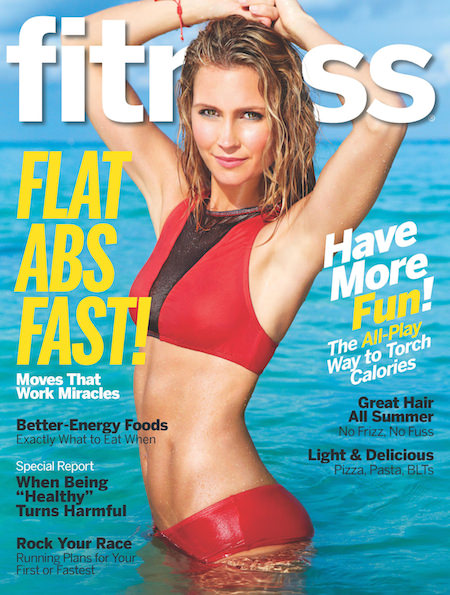 fitness
FLAT
ABS
FAST!
Moves That
Work Miracles
Better-Energy Foods
Exactly What to Eat When
Special Report
When Being
“Healthy”
Turns Harmful
Rock Your Race
Running Plans for Your
First or Fastest
Have
More
Fun!
The All-Play
Way to Torch
Calories
Great Hair
All Summer
No Frizz, No Fuss
Light & Delicious
Pizza, Pasta, BLTs